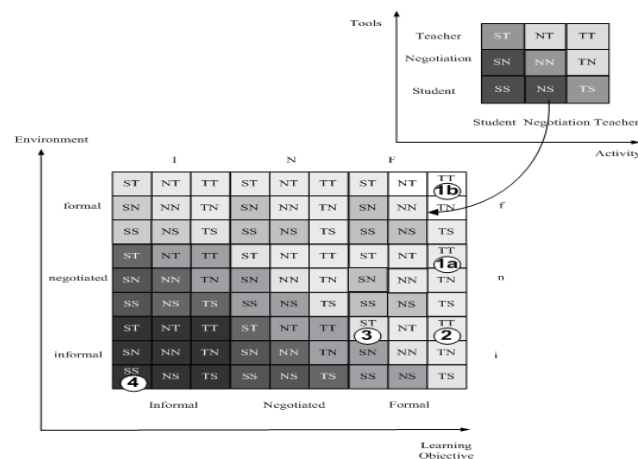 Tools
Teacher ST NT TT
Negotiation SN NN TN
Student SS NS TS
Student Negotiation Teacher
Activity
Environment
I N F
ST NT TT ST NT TT ST NT TT
1b
formal SN NN TN SN NN TN SN NN TN f
SS NS TS SS NS TS SS NS TS
ST NT TT ST NT TT ST NT TT
1a
negotiated SN NN TN SN NN TN SN NN TN n
SS NS TS SS NS TS SS NS TS
ST NT TT ST NT TT ST NT TT
3 2
informal SN NN TN SN NN TN SN NN TN i
SS NS TS SS NS TS SS NS TS
4
Informal Negotiated Formal
Learning
Objective